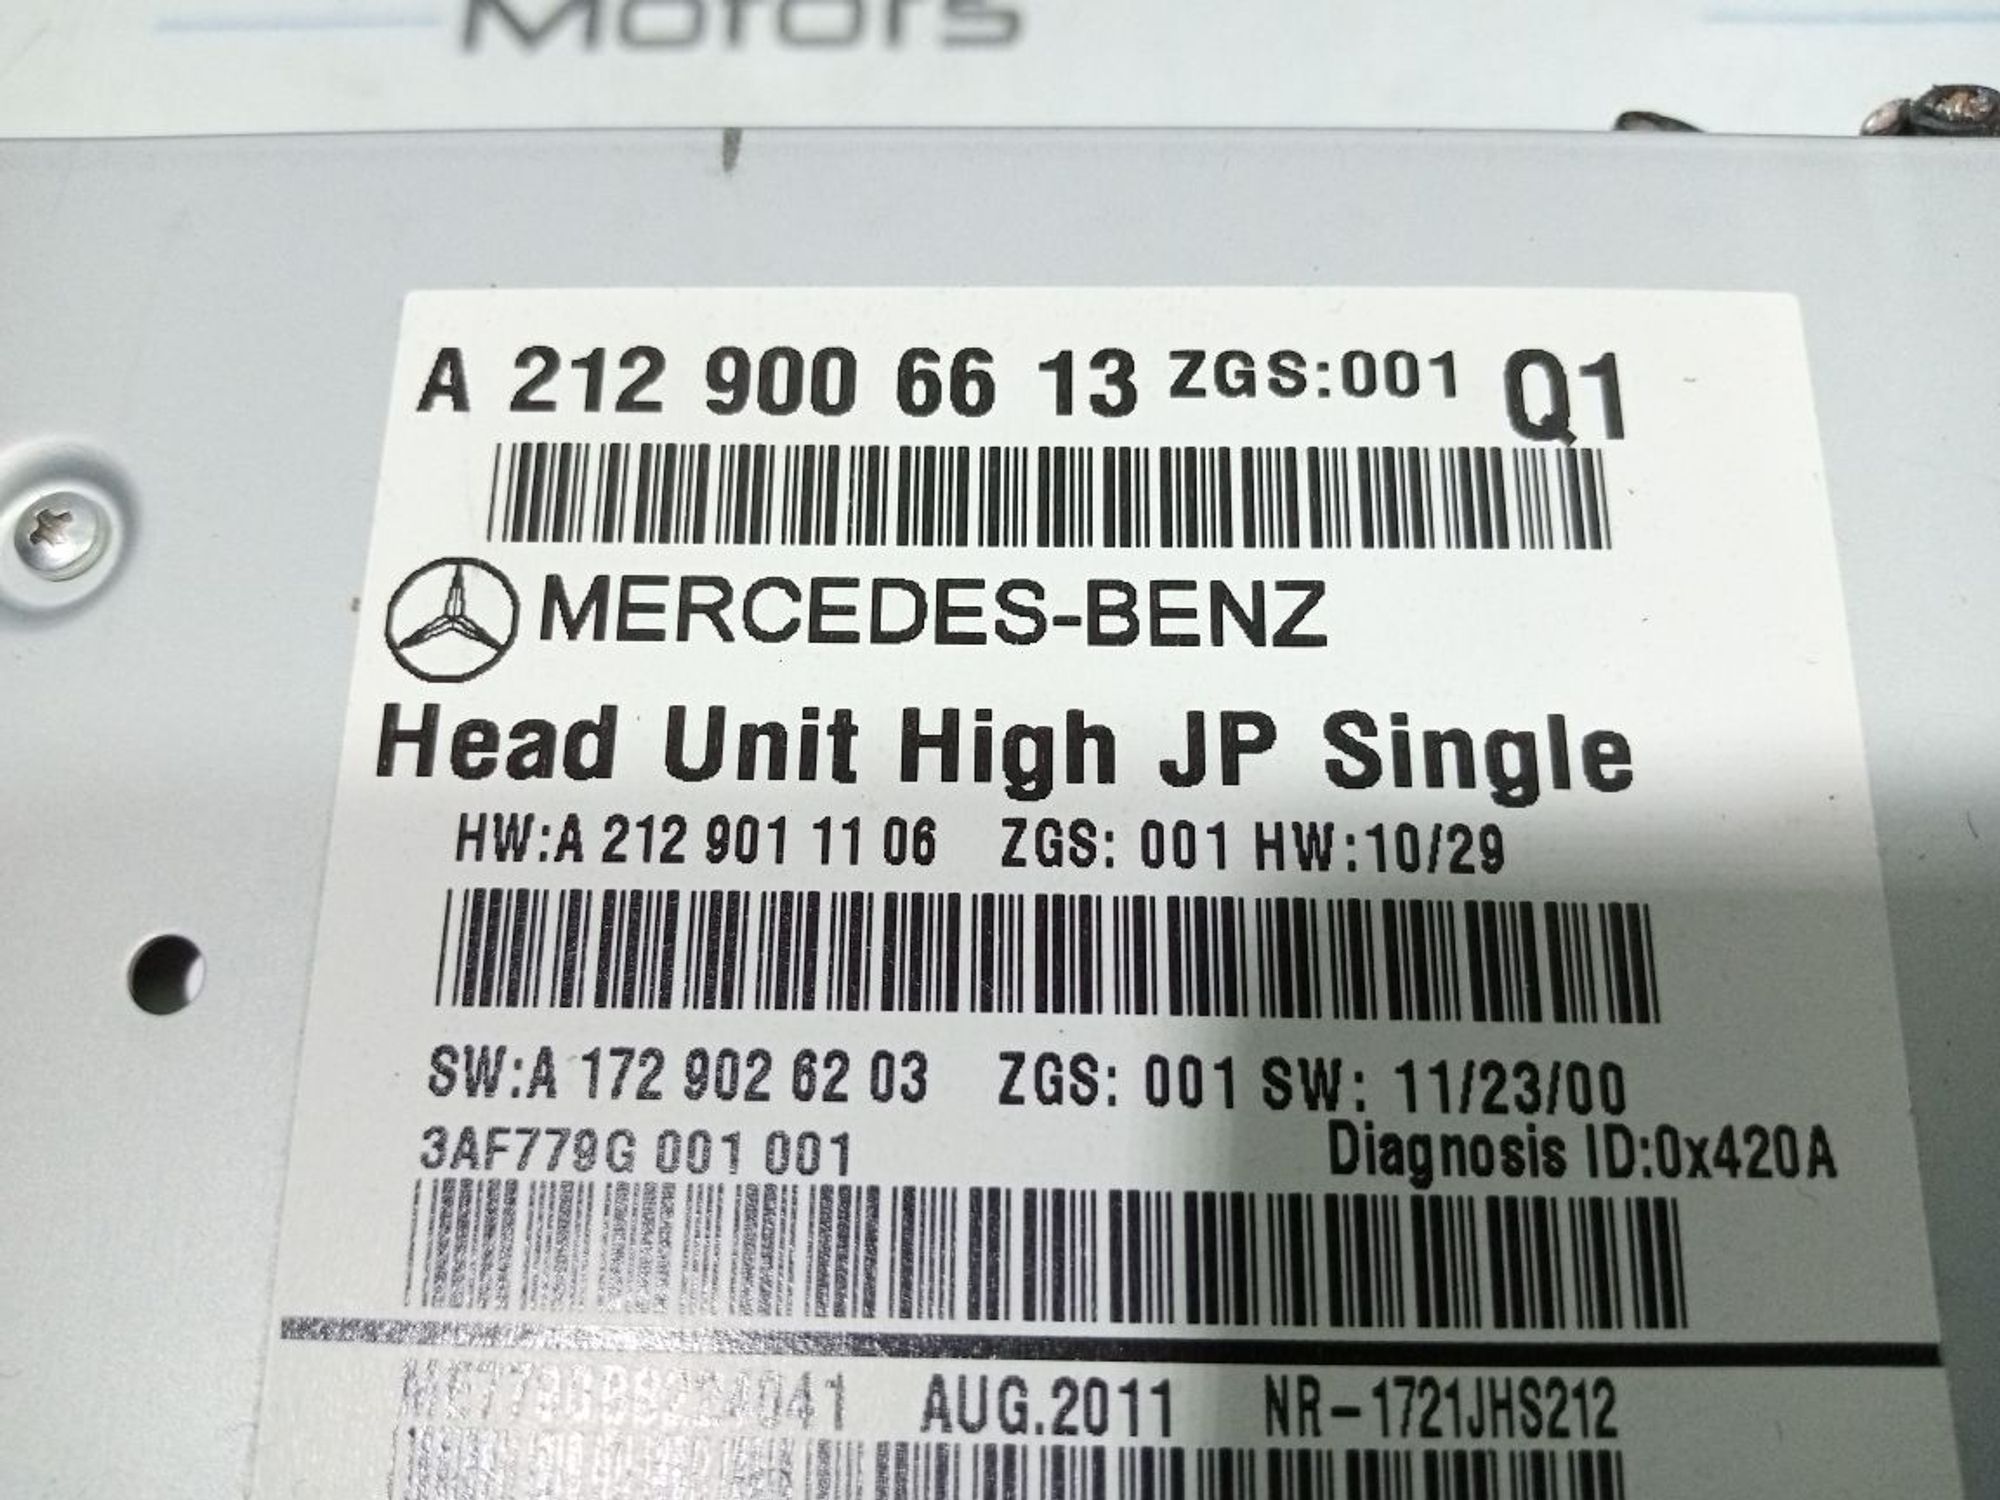 Motors
A 212 900 66 13 ZGS:001 Q1
MERCEDES-BENZ
Head Unit High JP Single
HW:A 212 901 11 06 ZGS: 001 HW:10/29
SW:A 172 902 62 03 ZGS: 001 SW: 11/23/00
3AF779G 001 001 Diagnosis ID:0x420A
AUG.2011 NR-1721JHS212